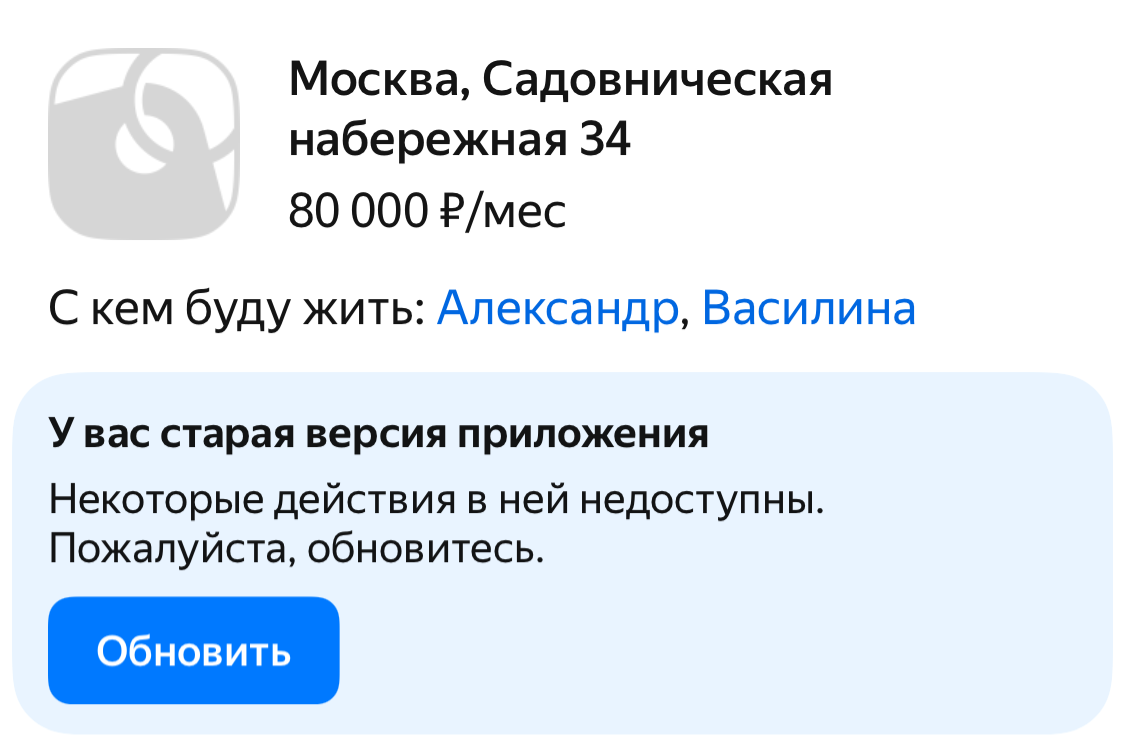 Москва, Садовническая
набережная 34
80 000 ₽/мес
С кем буду жить: Александр, Василина
У вас старая версия приложения
Некоторые действия в ней недоступны.
Пожалуйста, обновитесь.
Обновить